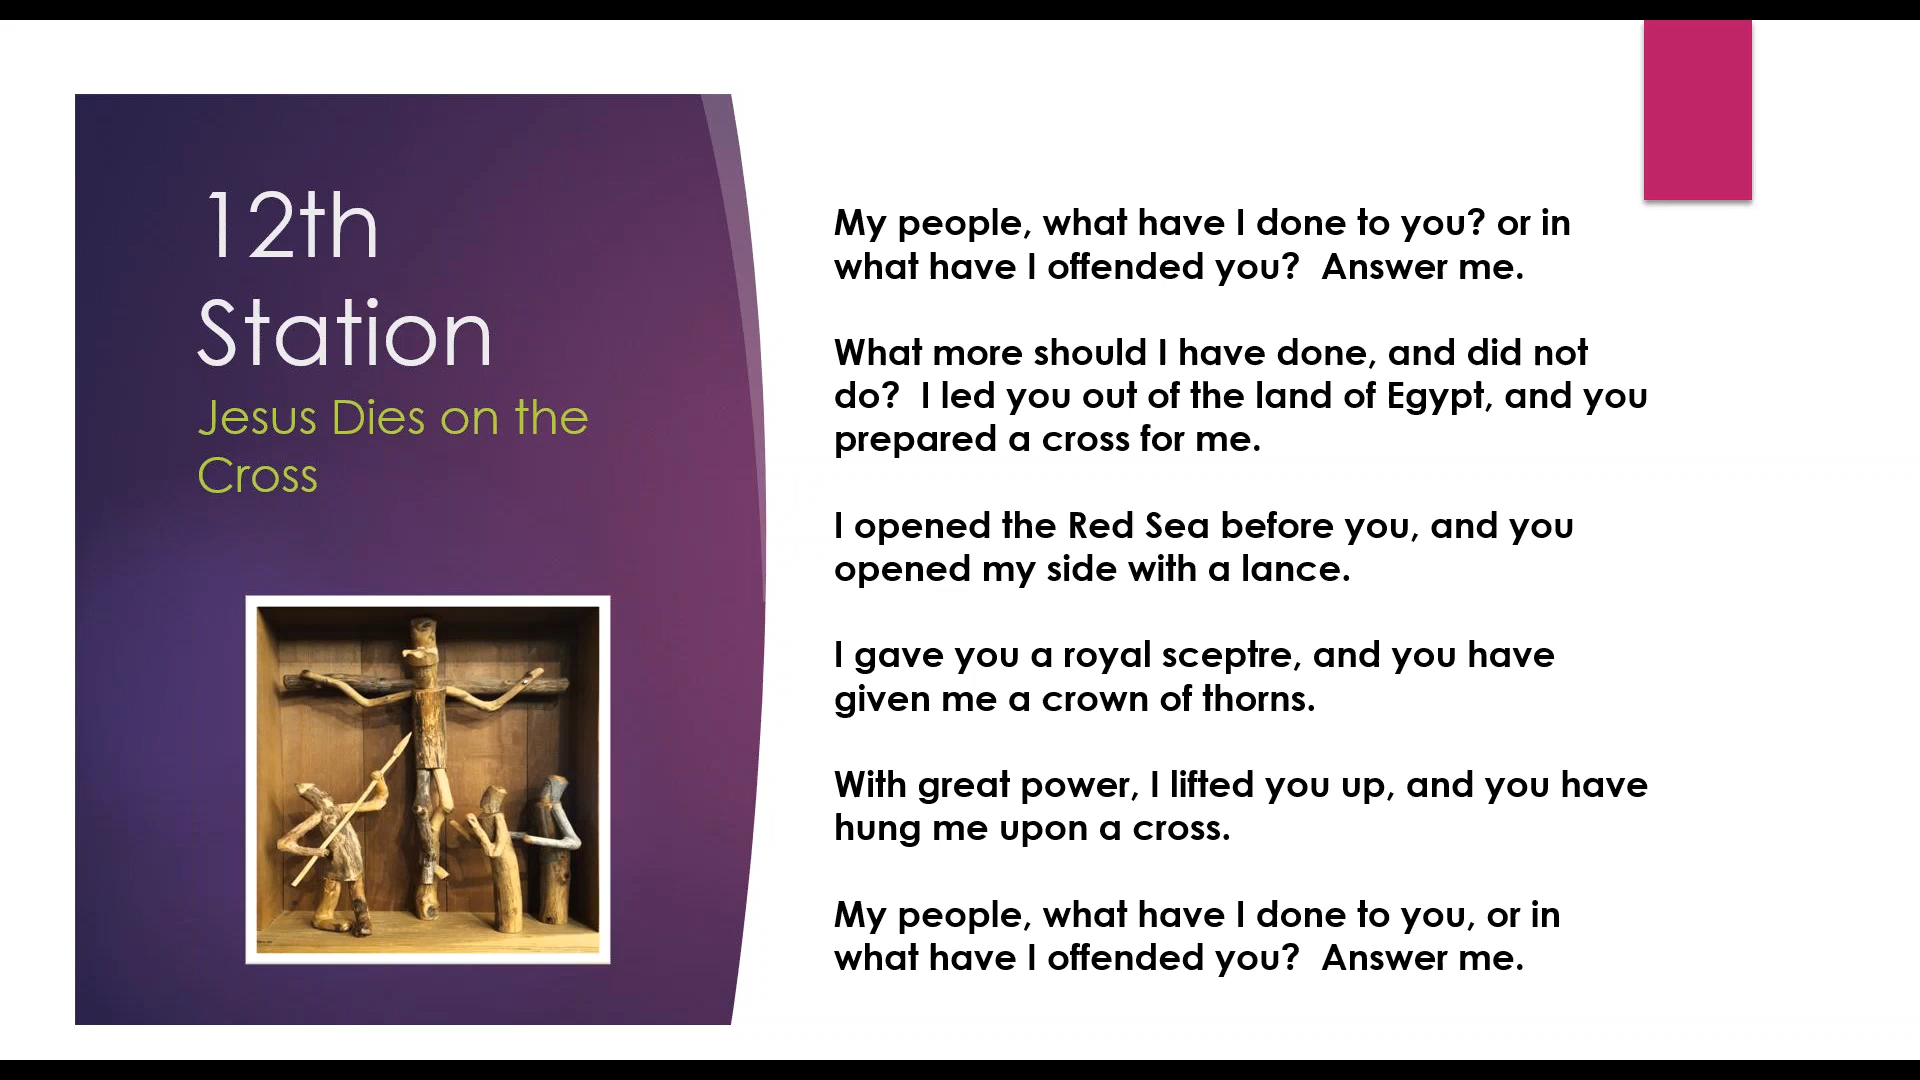 12th
Station
Jesus Dies on the
Cross
My people, what have I done to you? or in
what have I offended you?  Answer me.
What more should I have done, and did not
do?  I led you out of the land of Egypt, and you
prepared a cross for me.
I opened the Red Sea before you, and you
opened my side with a lance.
I gave you a royal sceptre, and you have
given me a crown of thorns.
With great power, I lifted you up, and you have
hung me upon a cross.
My people, what have I done to you, or in
what have I offended you?  Answer me.